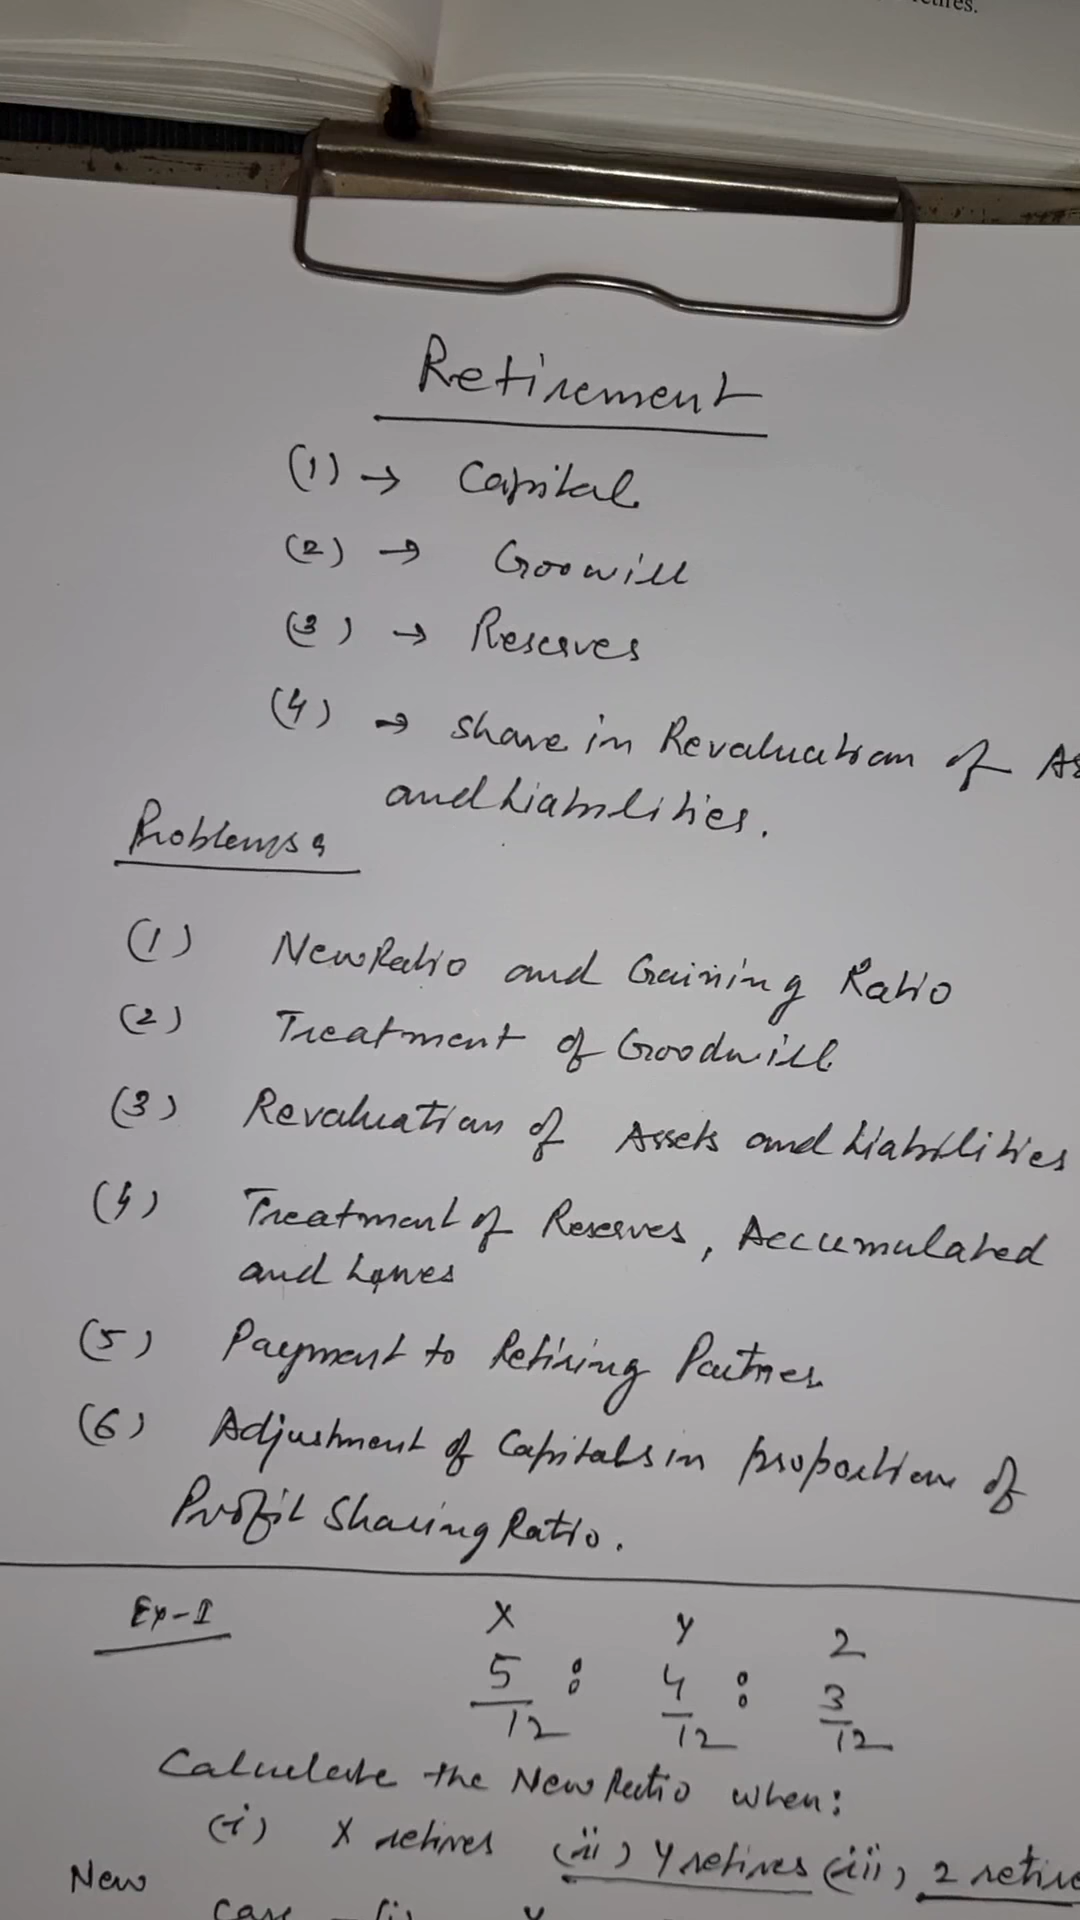 Retirement
(1) → Capital
(2) → Goowill
(3) → Reserves
(4) → Share in Revaluation of As
and Liabilities.
Problems
(1) New Ratio and Gaining Ratio
(2) Treatment of Goodwill
(3) Revaluation of Assets and Liabilities
(4) Treatment of Reserves, Accumulated
and Losses
(5) Payment to Retiring Partner
(6) Adjustment of Capitals in proportion of
Profit Sharing Ratio.
Ex-I X Y Z
5/12 : 4/12 : 3/12
Calculate the New Ratio when:
(i) X retires (ii) Y retires (iii) Z retire
New
Case (i)